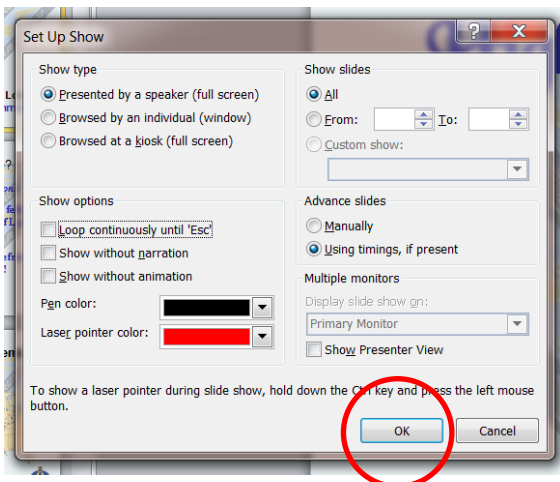 Set Up Show
Show type
Presented by a speaker (full screen)
Browsed by an individual (window)
Browsed at a kiosk (full screen)
Show slides
All
From: To:
Custom show:
Show options
Loop continuously until 'Esc'
Show without narration
Show without animation
Pen color:
Laser pointer color:
Advance slides
Manually
Using timings, if present
Multiple monitors
Display slide show on:
Primary Monitor
Show Presenter View
To show a laser pointer during slide show, hold down the Ctrl key and press the left mouse
button.
OK Cancel